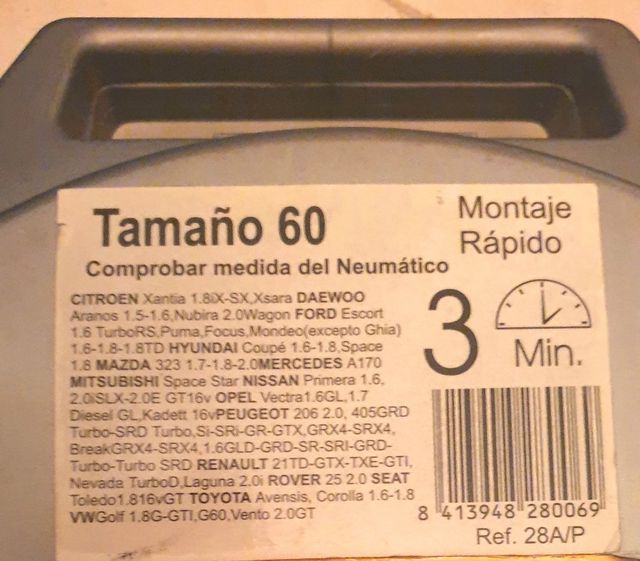 Tamaño 60
Comprobar medida del Neumático
CITROEN Xantia 1.8iX-SX,Xsara DAEWOO
Aranos 1.5-1.6,Nubira 2.0Wagon FORD Escort
1.6 TurboRS,Puma,Focus,Mondeo(excepto Ghia)
1.6-1.8-1.8TD HYUNDAI Coupé 1.6-1.8,Space
1.8 MAZDA 323 1.7-1.8-2.0MERCEDES A170
MITSUBISHI Space Star NISSAN Primera 1.6,
2.0iSLX-2.0E GT16v OPEL Vectra1.6GL,1.7
Diesel GL,Kadett 16vPEUGEOT 206 2.0, 405GRD
Turbo-SRD Turbo,Si-SRi-GR-GTX,GRX4-SRX4,
BreakGRX4-SRX4,1.6GLD-GRD-SR-SRI-GRD-
Turbo-Turbo SRD RENAULT 21TD-GTX-TXE-GTI,
Nevada TurboD,Laguna 2.0i ROVER 25 2.0 SEAT
Toledo1.816vGT TOYOTA Avensis, Corolla 1.6-1.8
VWGolf 1.8G-GTI,G60,Vento 2.0GT
Montaje
Rápido
3
Min.
8 413948 280069
Ref. 28A/P